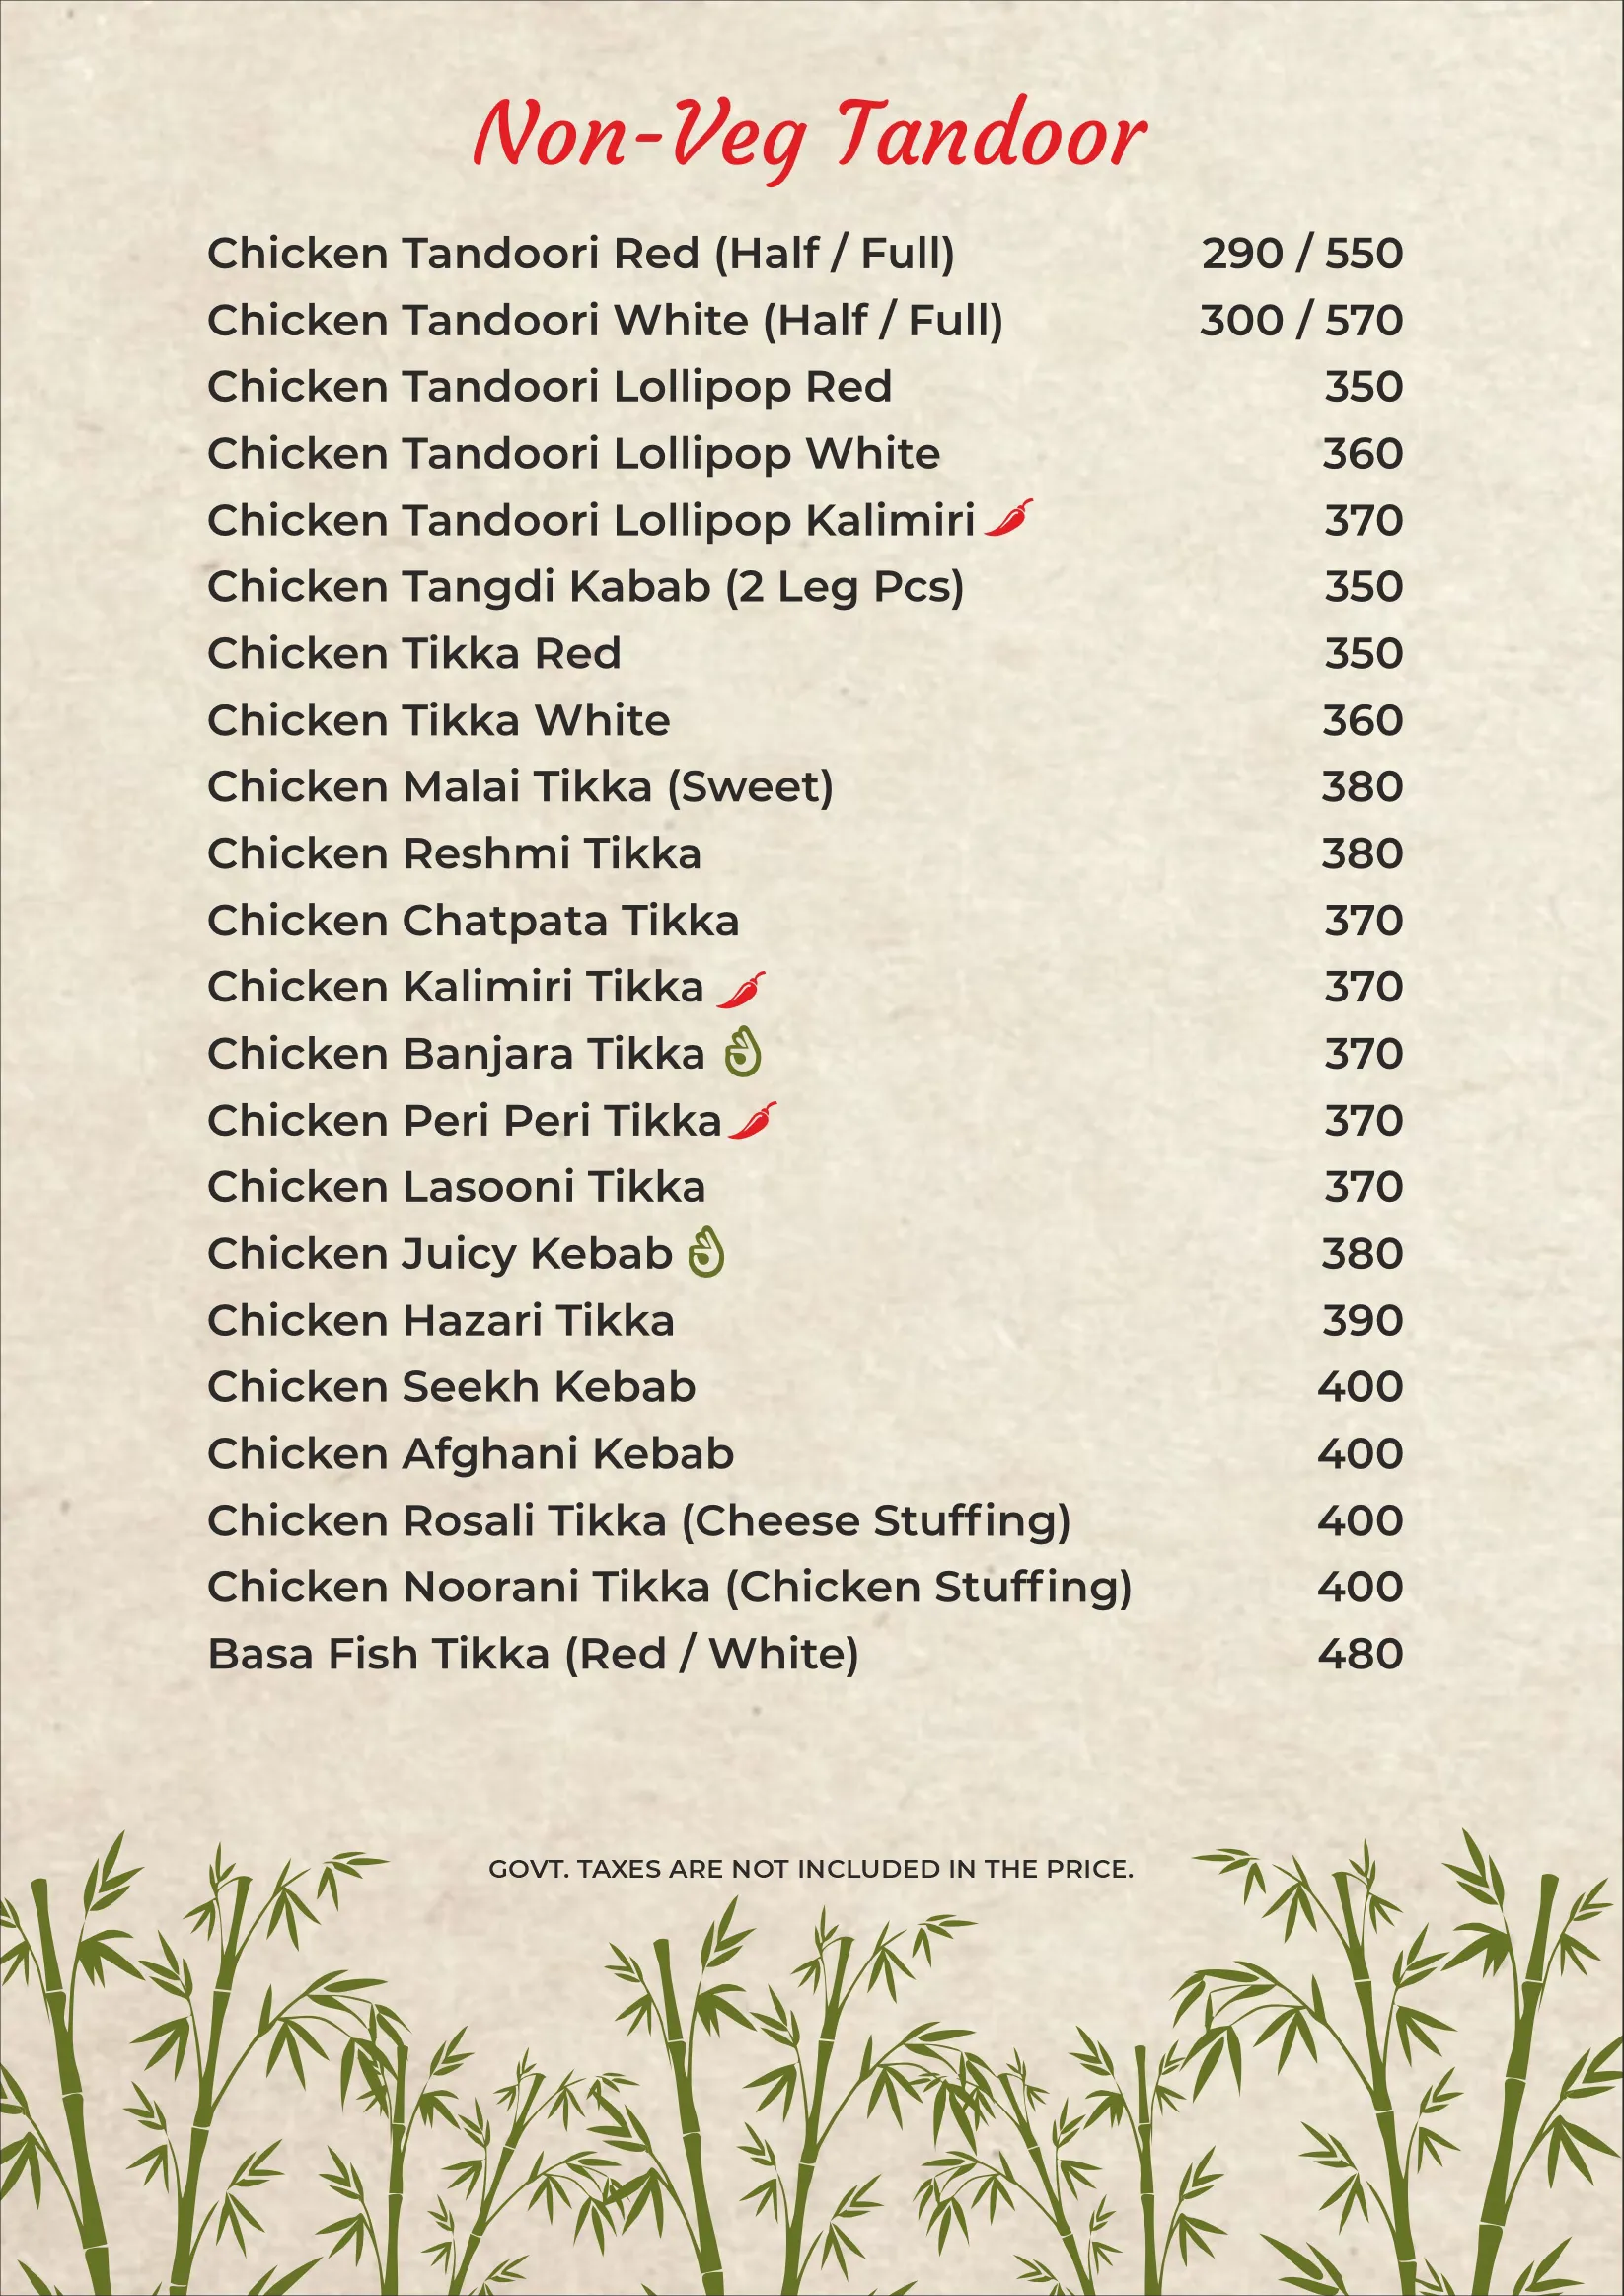 Non-Veg Tandoor
Chicken Tandoori Red (Half / Full) 290 / 550
Chicken Tandoori White (Half / Full) 300 / 570
Chicken Tandoori Lollipop Red 350
Chicken Tandoori Lollipop White 360
Chicken Tandoori Lollipop Kalimiri 370
Chicken Tangdi Kabab (2 Leg Pcs) 350
Chicken Tikka Red 350
Chicken Tikka White 360
Chicken Malai Tikka (Sweet) 380
Chicken Reshmi Tikka 380
Chicken Chatpata Tikka 370
Chicken Kalimiri Tikka 370
Chicken Banjara Tikka 370
Chicken Peri Peri Tikka 370
Chicken Lasooni Tikka 370
Chicken Juicy Kebab 380
Chicken Hazari Tikka 390
Chicken Seekh Kebab 400
Chicken Afghani Kebab 400
Chicken Rosali Tikka (Cheese Stuffing) 400
Chicken Noorani Tikka (Chicken Stuffing) 400
Basa Fish Tikka (Red / White) 480
GOVT. TAXES ARE NOT INCLUDED IN THE PRICE.